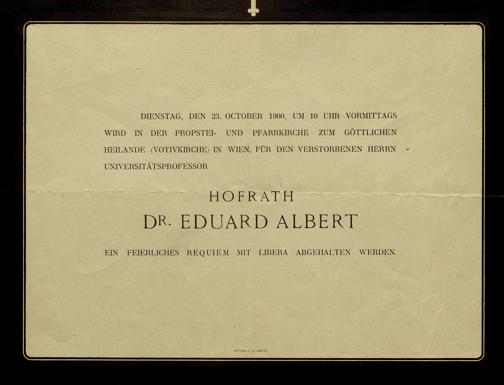 DIENSTAG, DEN 23. OCTOBER 1900, UM 10 UHR VORMITTAGS
WIRD IN DER PROPSTEI- UND PFARRKIRCHE ZUM GÖTTLICHEN
HEILANDE (VOTIVKIRCHE) IN WIEN, FÜR DEN VERSTORBENEN HERRN
UNIVERSITÄTSPROFESSOR
HOFRATH
DR. EDUARD ALBERT
EIN FEIERLICHES REQUIEM MIT LIBERA ABGEHALTEN WERDEN.